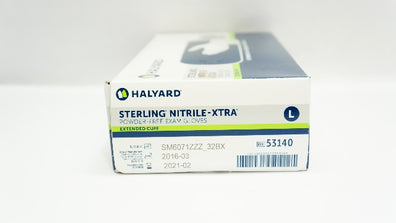 HALYARD
STERLING NITRILE-XTRA
POWDER-FREE EXAM GLOVES
EXTENDED CUFF
L
SM6071ZZZ_32BX
2016-03
2021-02
REF 53140